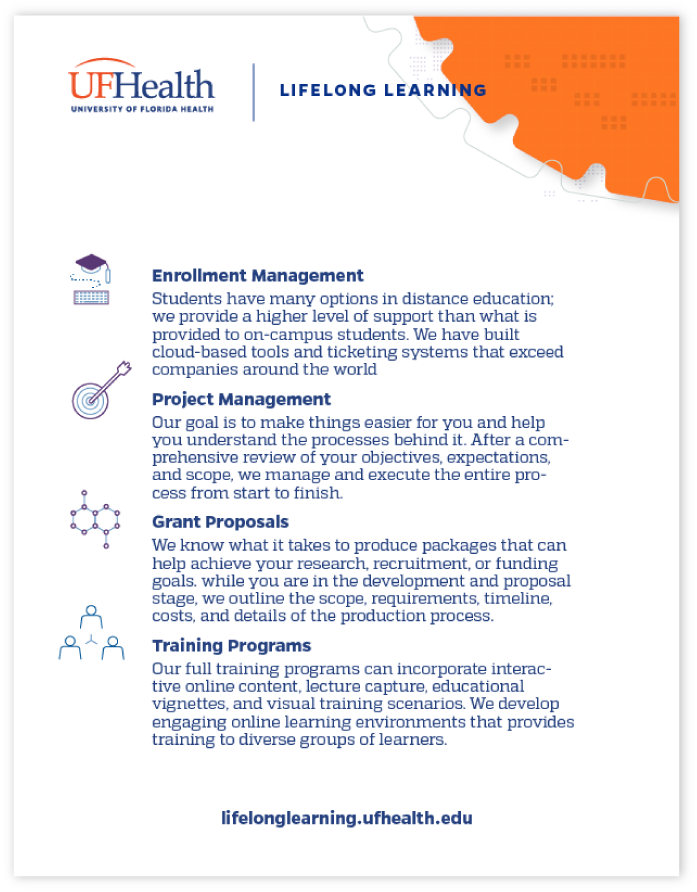 UFHealth
UNIVERSITY OF FLORIDA HEALTH
LIFELONG LEARNING
Enrollment Management
Students have many options in distance education;
we provide a higher level of support than what is
provided to on-campus students. We have built
cloud-based tools and ticketing systems that exceed
companies around the world
Project Management
Our goal is to make things easier for you and help
you understand the processes behind it. After a com-
prehensive review of your objectives, expectations,
and scope, we manage and execute the entire pro-
cess from start to finish.
Grant Proposals
We know what it takes to produce packages that can
help achieve your research, recruitment, or funding
goals. while you are in the development and proposal
stage, we outline the scope, requirements, timeline,
costs, and details of the production process.
Training Programs
Our full training programs can incorporate interac-
tive online content, lecture capture, educational
vignettes, and visual training scenarios. We develop
engaging online learning environments that provides
training to diverse groups of learners.
lifelonglearning.ufhealth.edu